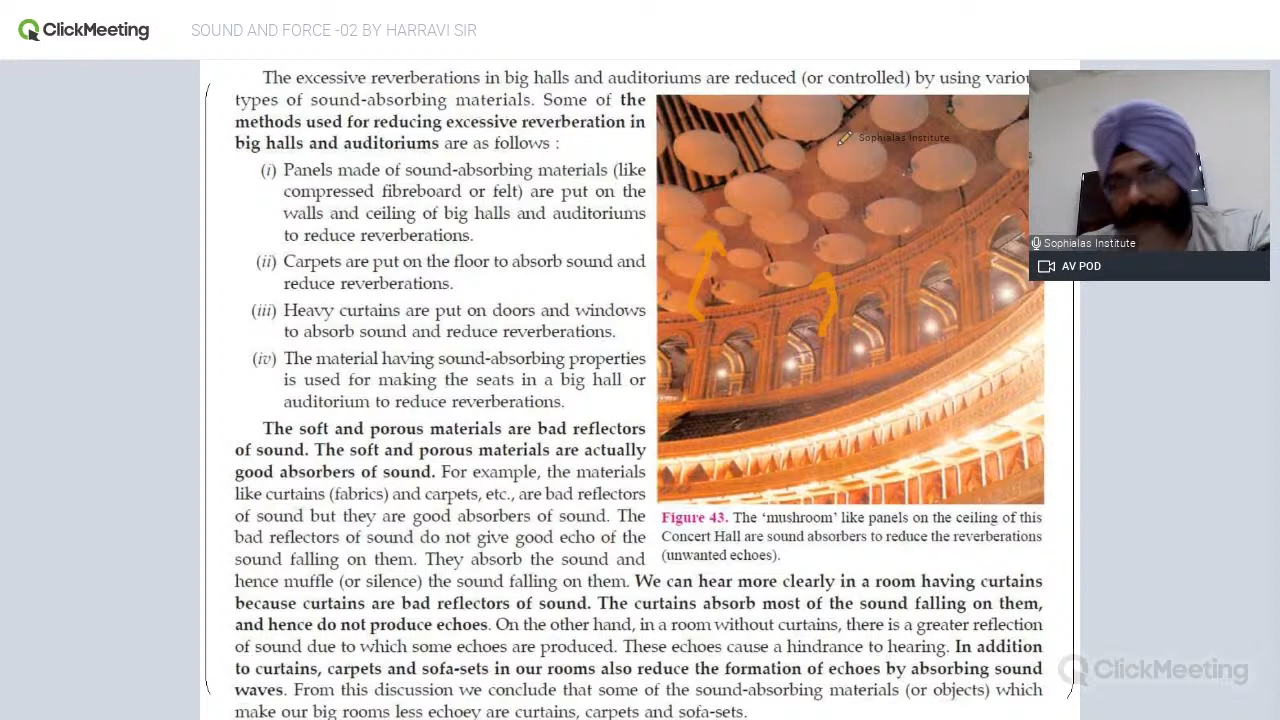 ClickMeeting
SOUND AND FORCE -02 BY HARRAVI SIR
The excessive reverberations in big halls and auditoriums are reduced (or controlled) by using
types of sound-absorbing materials. Some of the
methods used for reducing excessive reverberation in
big halls and auditoriums are as follows :
(i) Panels made of sound-absorbing materials (like
compressed fibreboard or felt) are put on the
walls and ceiling of big halls and auditoriums
to reduce reverberations.
(ii) Carpets are put on the floor to absorb sound and
reduce reverberations.
(iii) Heavy curtains are put on doors and windows
to absorb sound and reduce reverberations.
(iv) The material having sound-absorbing properties
is used for making the seats in a big hall or
auditorium to reduce reverberations.
The soft and porous materials are bad reflectors
of sound. The soft and porous materials are actually
good absorbers of sound. For example, the materials
like curtains (fabrics) and carpets, etc., are bad reflectors
of sound but they are good absorbers of sound. The
bad reflectors of sound do not give good echo of the
sound falling on them. They absorb the sound and
hence muffle (or silence) the sound falling on them. We can hear more clearly in a room having curtains
because curtains are bad reflectors of sound. The curtains absorb most of the sound falling on them,
and hence do not produce echoes. On the other hand, in a room without curtains, there is a greater reflection
of sound due to which some echoes are produced. These echoes cause a hindrance to hearing. In addition
to curtains, carpets and sofa-sets in our rooms also reduce the formation of echoes by absorbing sound
waves. From this discussion we conclude that some of the sound-absorbing materials (or objects) which
make our big rooms less echoey are curtains, carpets and sofa-sets.
Sophialas Institute
Figure 43. The 'mushroom' like panels on the ceiling of this
Concert Hall are sound absorbers to reduce the reverberations
(unwanted echoes).
Sophialas Institute
AV POD
ClickMeeting